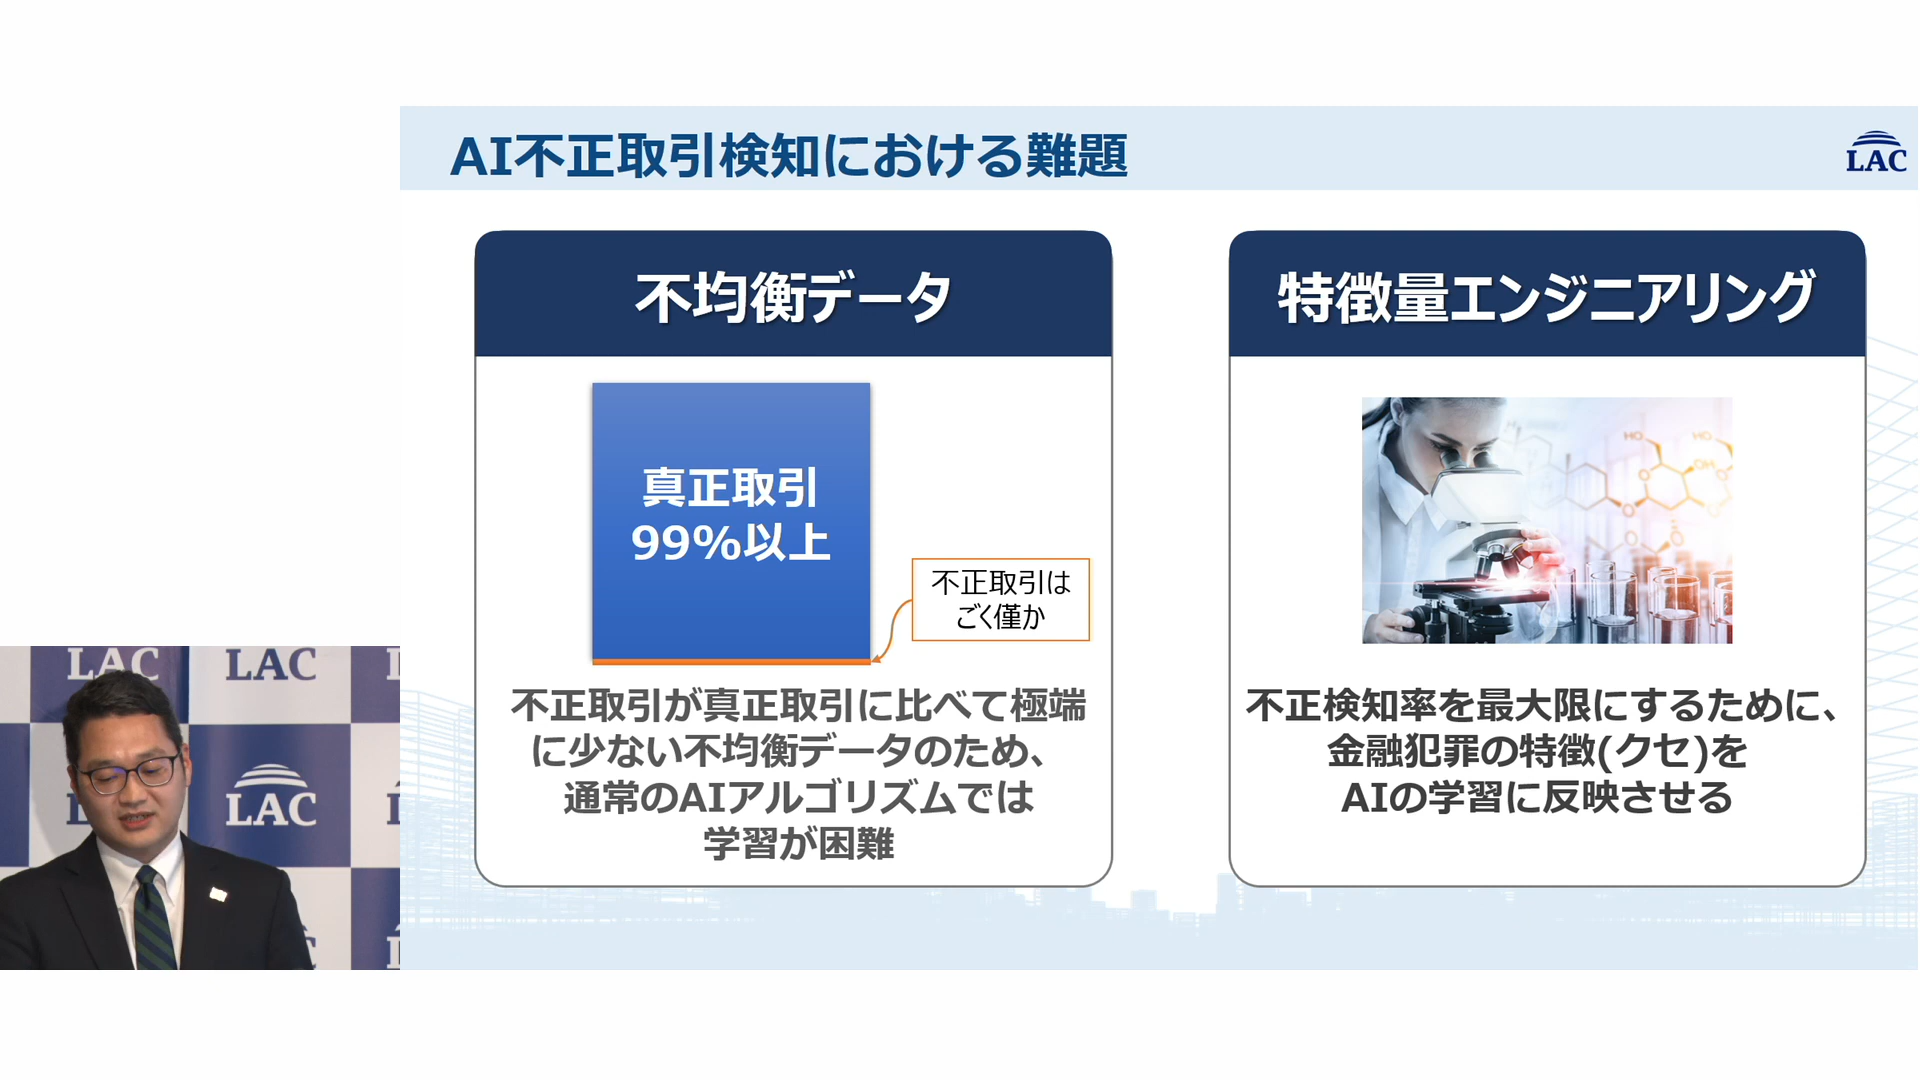 AI不正取引検知における難題
LAC
不均衡データ
真正取引
99%以上
不正取引は
ごく僅か
不正取引が真正取引に比べて極端
に少ない不均衡データのため、
通常のAIアルゴリズムでは
学習が困難
特徴量エンジニアリング
HO
HO
OH
O
O
O
O
不正検知率を最大限にするために、
金融犯罪の特徴(クセ)を
AIの学習に反映させる
LAC
LAC
LAC